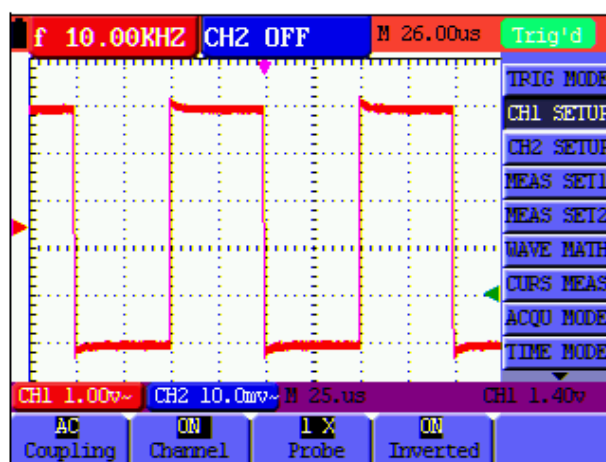 f 10.00KHZ CH2 OFF M 26.00us Trig'd
TRIG MODE
CH1 SETUP
CH2 SETUP
MEAS SET1
MEAS SET2
WAVE MATH
CURS MEAS
ACQU MODE
TIME MODE
CH1 1.00v~ CH2 10.0mv~ M 25.us CH1 1.40v
AC ON 1 X ON
Coupling Channel Probe Inverted